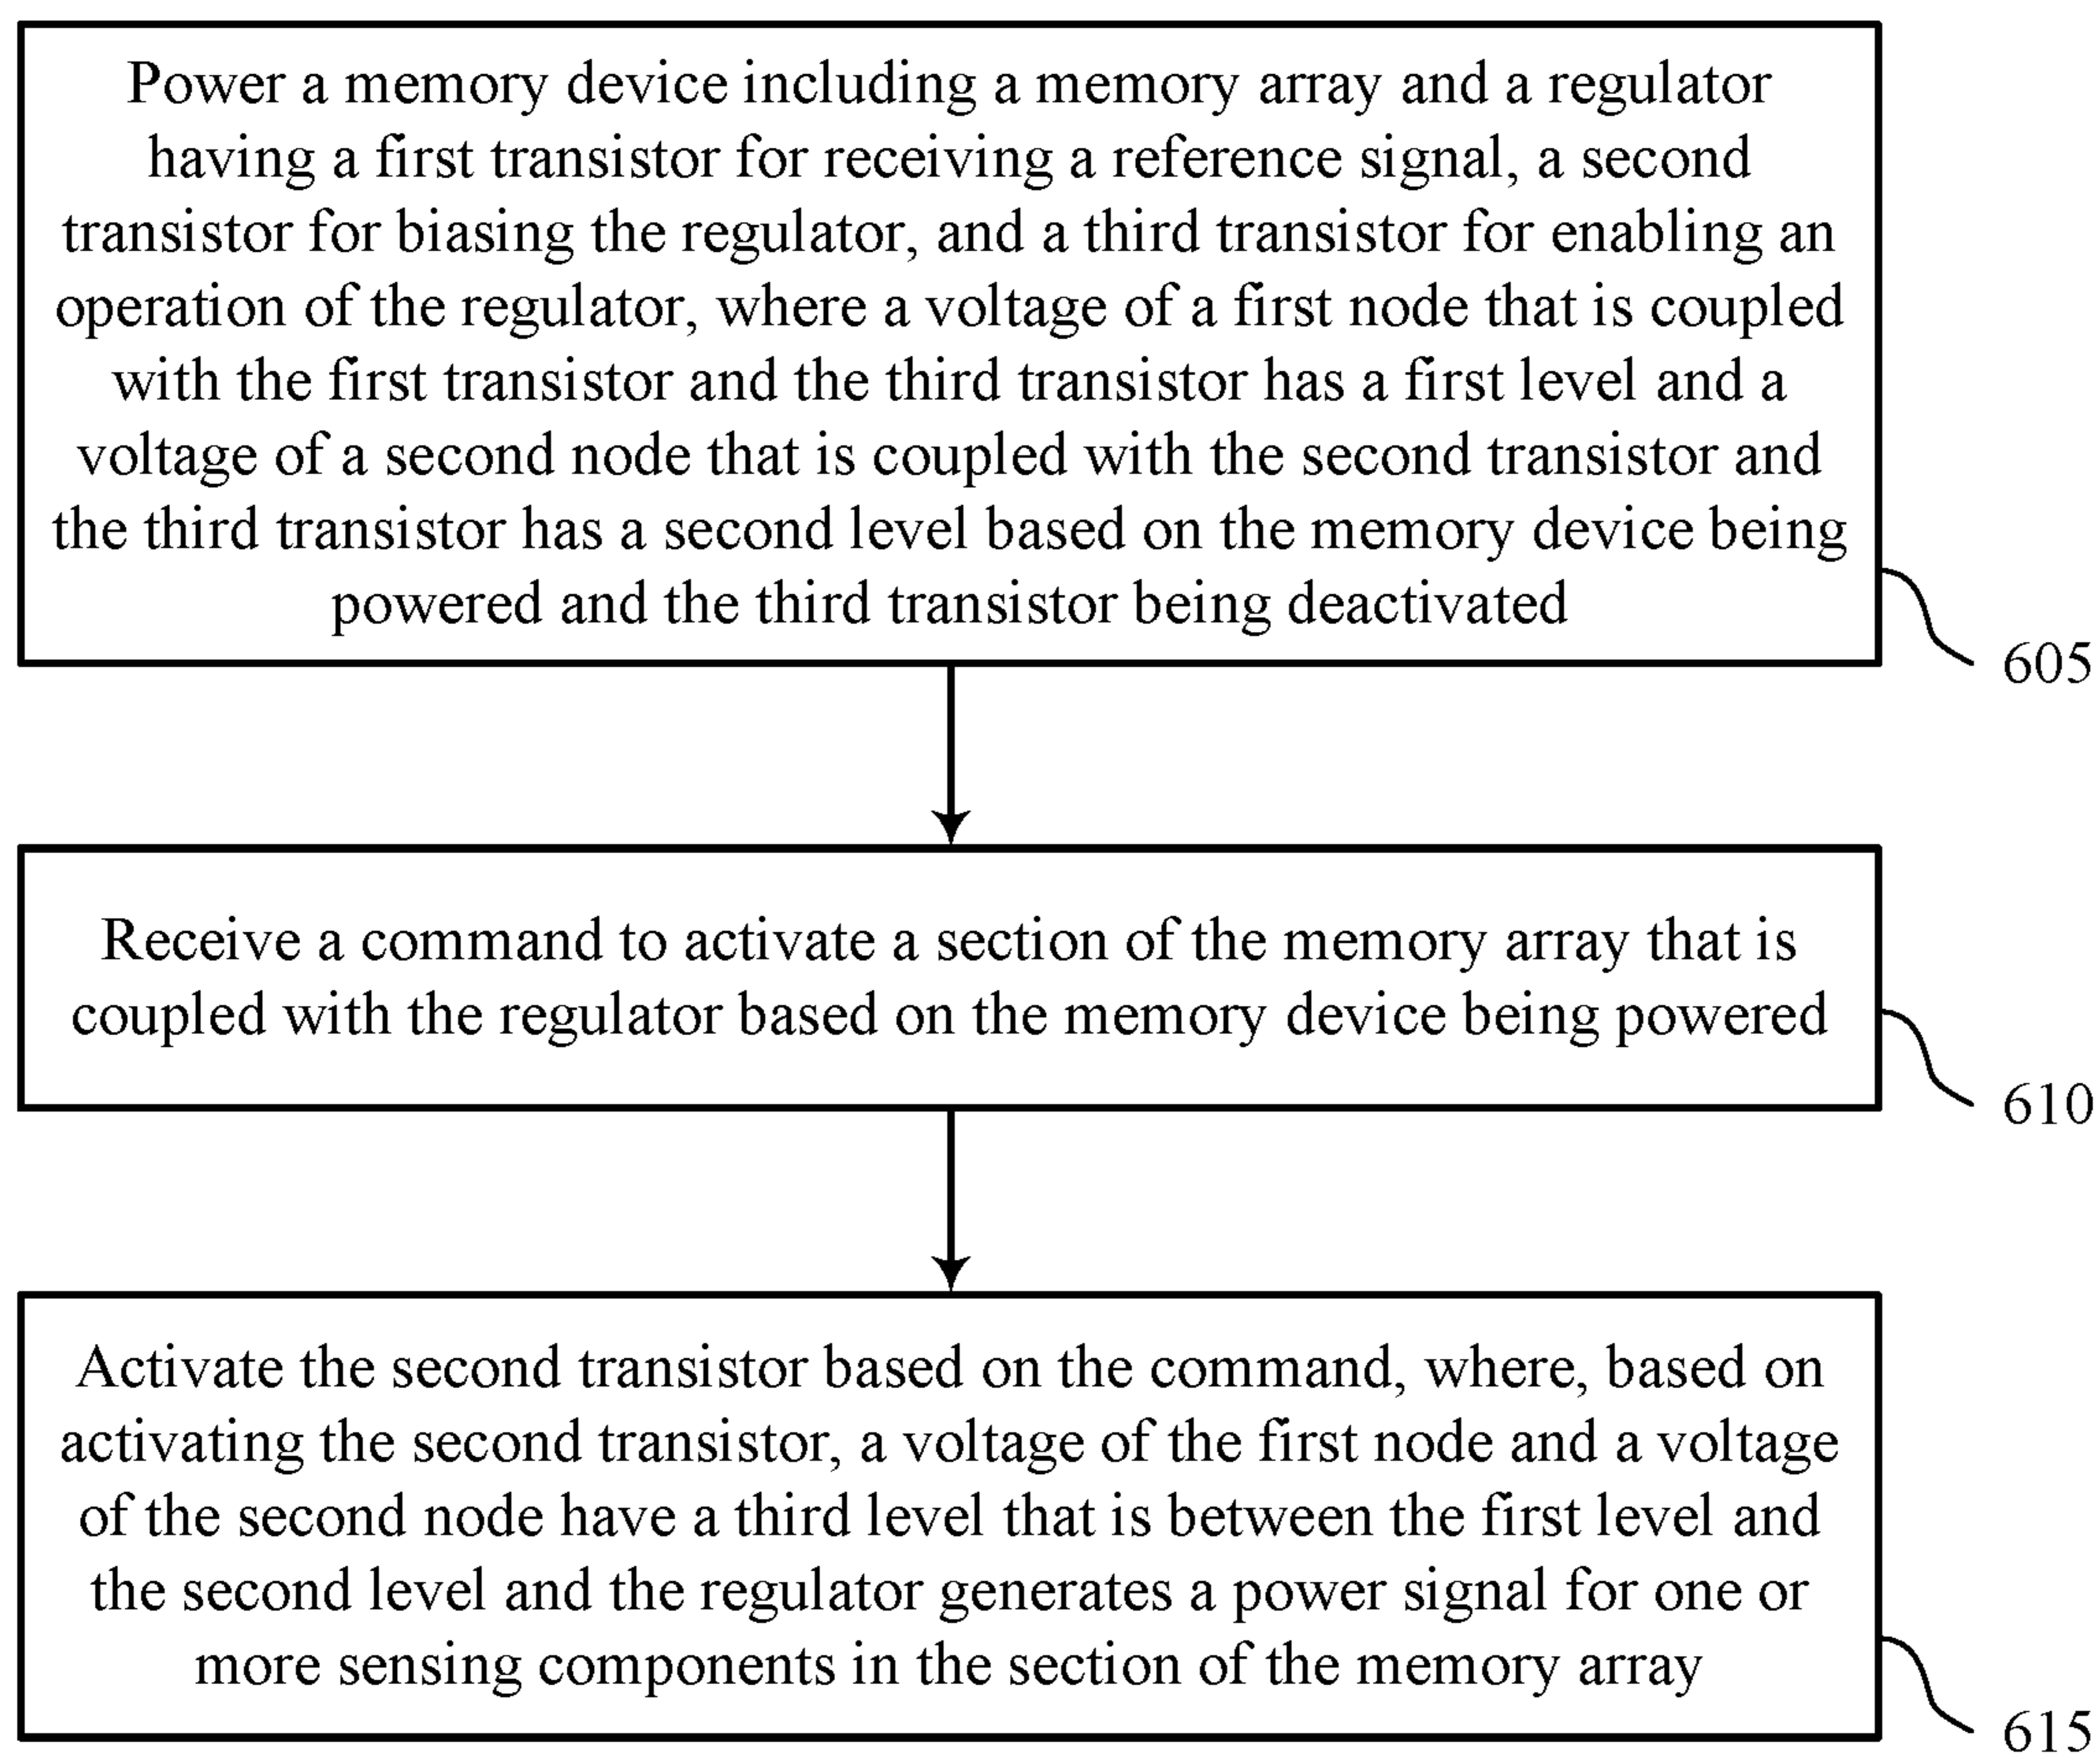 Power a memory device including a memory array and a regulator
having a first transistor for receiving a reference signal, a second
transistor for biasing the regulator, and a third transistor for enabling an
operation of the regulator, where a voltage of a first node that is coupled
with the first transistor and the third transistor has a first level and a
voltage of a second node that is coupled with the second transistor and
the third transistor has a second level based on the memory device being
powered and the third transistor being deactivated
605
Receive a command to activate a section of the memory array that is
coupled with the regulator based on the memory device being powered
610
Activate the second transistor based on the command, where, based on
activating the second transistor, a voltage of the first node and a voltage
of the second node have a third level that is between the first level and
the second level and the regulator generates a power signal for one or
more sensing components in the section of the memory array
615